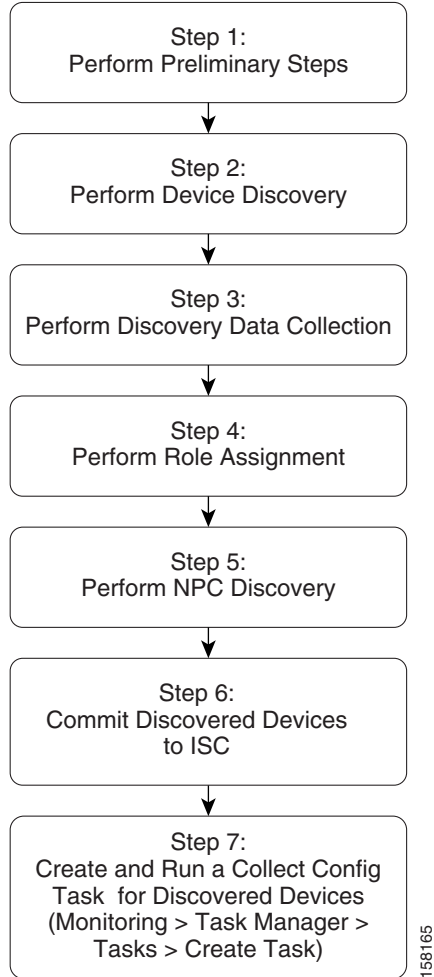 Step 1:
Perform Preliminary Steps
Step 2:
Perform Device Discovery
Step 3:
Perform Discovery Data Collection
Step 4:
Perform Role Assignment
Step 5:
Perform NPC Discovery
Step 6:
Commit Discovered Devices
to ISC
Step 7:
Create and Run a Collect Config
Task for Discovered Devices
(Monitoring > Task Manager >
Tasks > Create Task)
158165